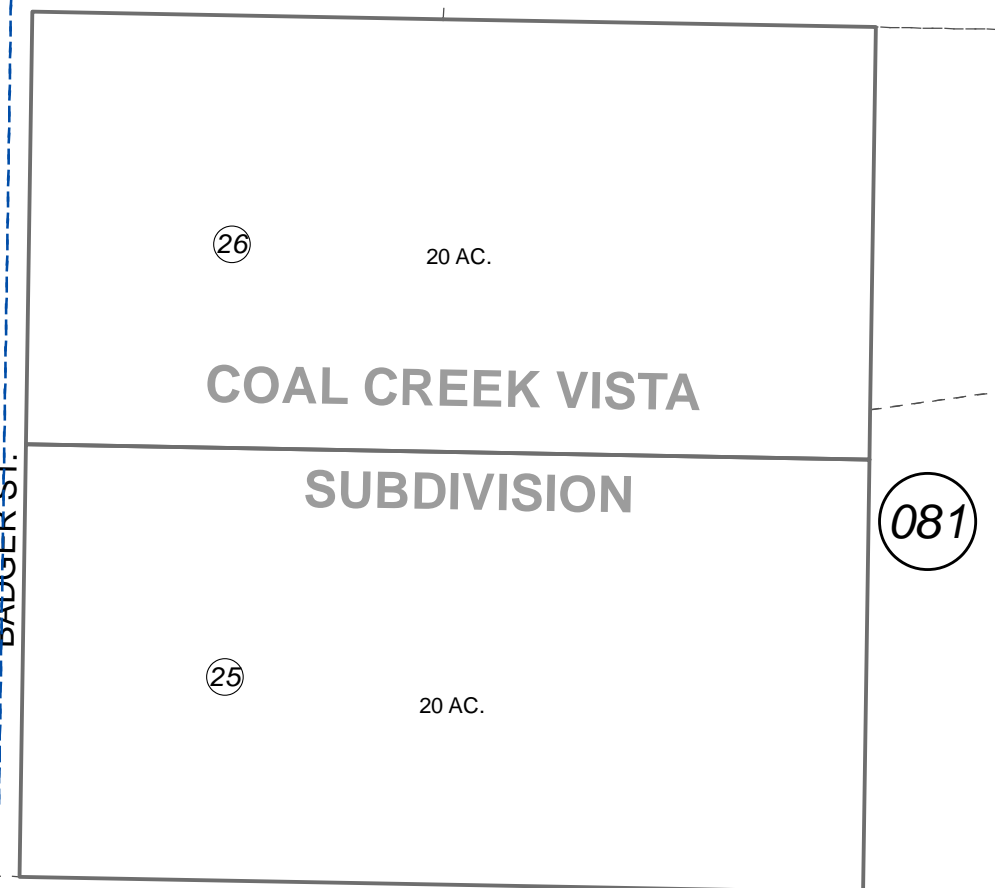 26
20 AC.
COAL CREEK VISTA
SUBDIVISION
081
BADGER ST.
25
20 AC.